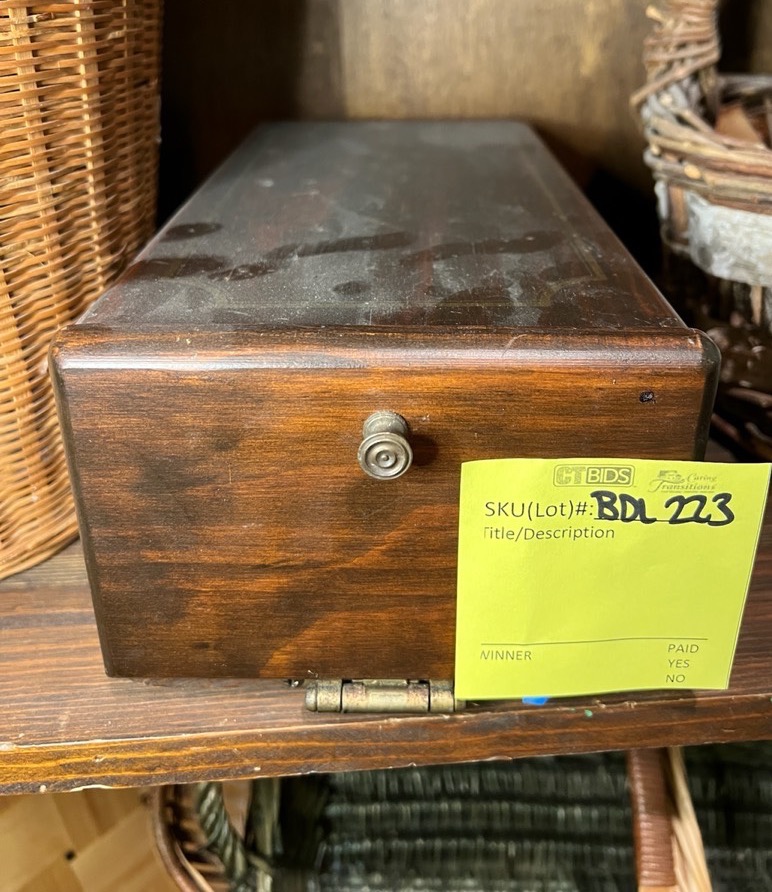 CTBIDS Caring Transitions
SKU(Lot)#: BDL 223
Title/Description
WINNER PAID
YES
NO